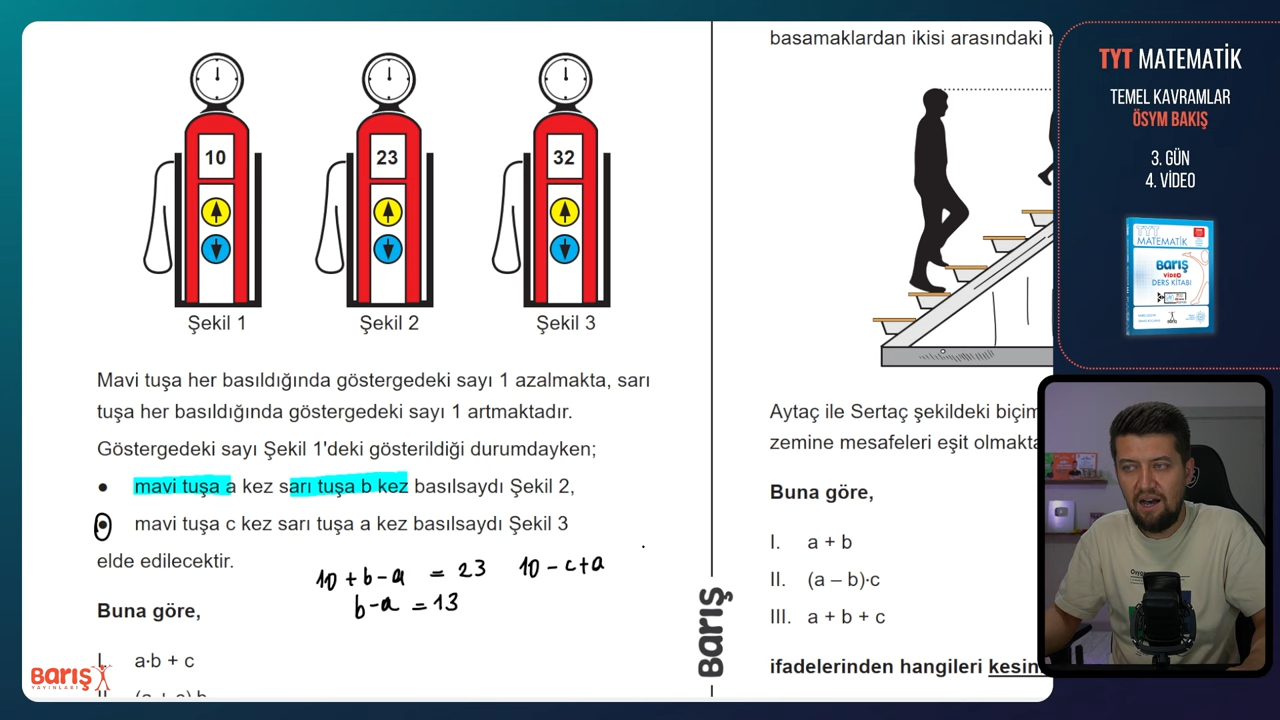 10
23
32
Şekil 1
Şekil 2
Şekil 3
Mavi tuşa her basıldığında göstergedeki sayı 1 azalmakta, sarı
tuşa her basıldığında göstergedeki sayı 1 artmaktadır.
Göstergedeki sayı Şekil 1'deki gösterildiği durumdayken;
● mavi tuşa a kez sarı tuşa b kez basılsaydı Şekil 2,
● mavi tuşa c kez sarı tuşa a kez basılsaydı Şekil 3
elde edilecektir.
10 + b - a = 23
b - a = 13
10 - c + a
Buna göre,
I. a·b + c
BARIŞ
YAYINLARI
BARIŞ
basamaklardan ikisi arasındaki
Aytaç ile Sertaç şekildeki biçim
zemine mesafeleri eşit olmakta
Buna göre,
I. a + b
II. (a – b)·c
III. a + b + c
ifadelerinden hangileri kesin
TYT MATEMATİK
TEMEL KAVRAMLAR
ÖSYM BAKIŞ
3. GÜN
4. VİDEO
TYT
MATEMATİK
BARIŞ
VİDEO
DERS KİTABI